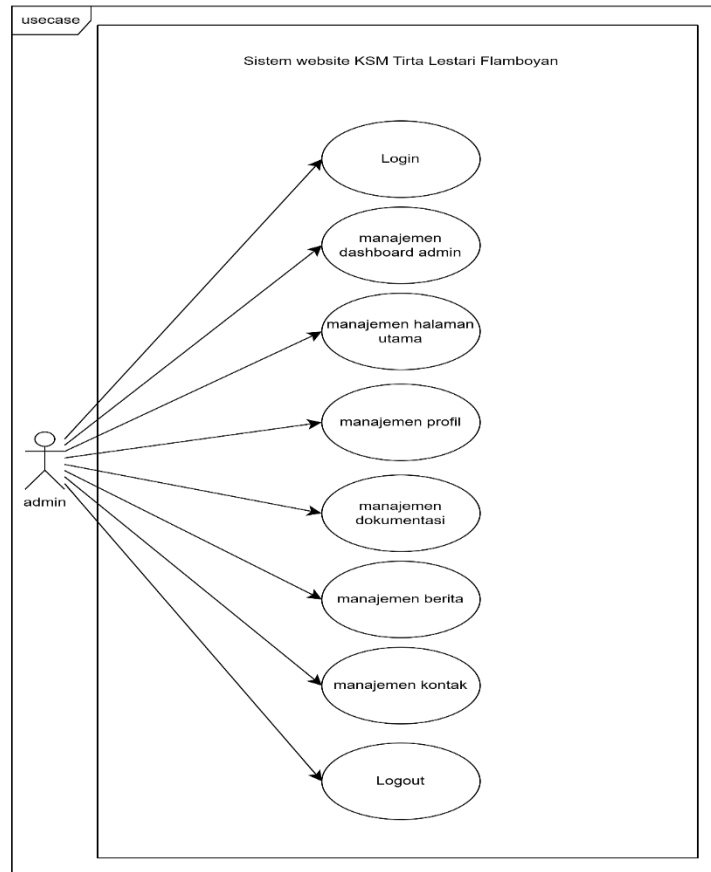 usecase
Sistem website KSM Tirta Lestari Flamboyan
Login
manajemen
dashboard admin
manajemen halaman
utama
manajemen profil
manajemen
dokumentasi
admin
manajemen berita
manajemen kontak
Logout